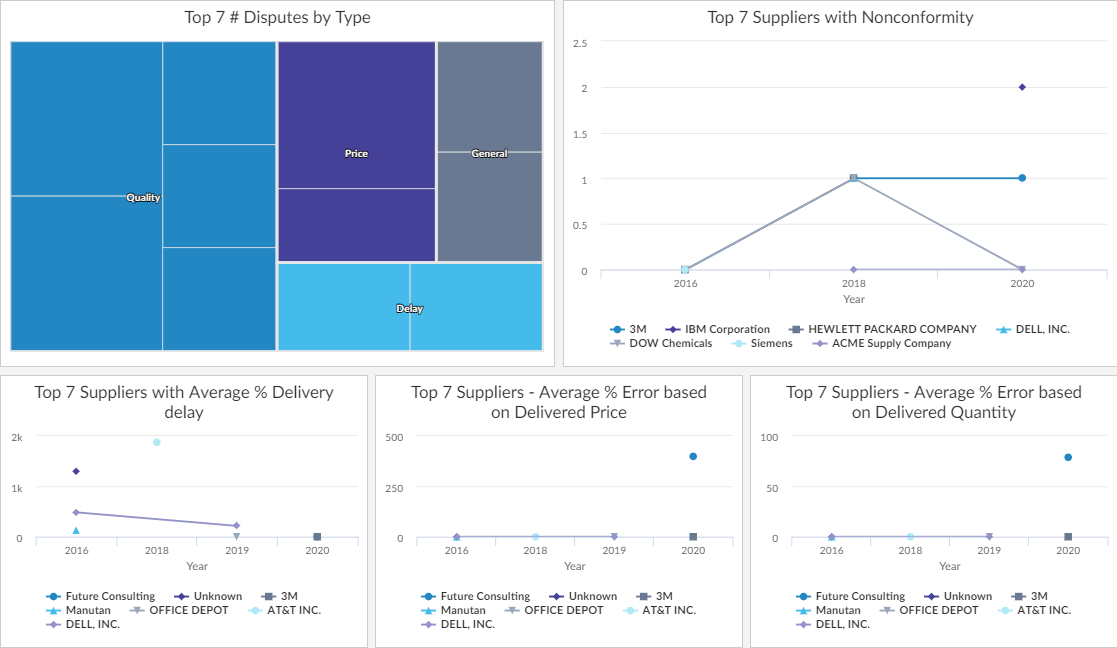 Top 7 # Disputes by Type
Quality
Price
General
Delay
Top 7 Suppliers with Nonconformity
2.5
2
1.5
1
0.5
0
2016 2018 2020
Year
3M IBM Corporation HEWLETT PACKARD COMPANY DELL, INC.
DOW Chemicals Siemens ACME Supply Company
Top 7 Suppliers with Average % Delivery
delay
2k
1k
0
2016 2018 2019 2020
Year
Future Consulting Unknown 3M
Manutan OFFICE DEPOT AT&T INC.
DELL, INC.
Top 7 Suppliers - Average % Error based
on Delivered Price
500
250
0
2016 2018 2019 2020
Year
Future Consulting Unknown 3M
Manutan OFFICE DEPOT AT&T INC.
DELL, INC.
Top 7 Suppliers - Average % Error based
on Delivered Quantity
100
50
0
2016 2018 2019 2020
Year
Future Consulting Unknown 3M
Manutan OFFICE DEPOT AT&T INC.
DELL, INC.